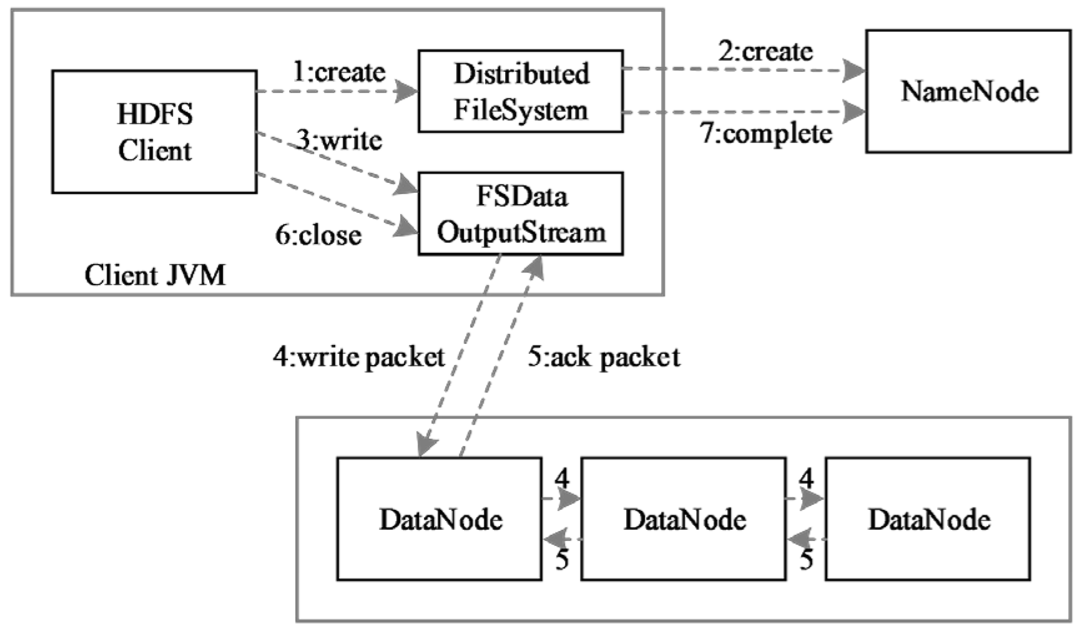 HDFS
Client
1:create
Distributed
FileSystem
2:create
NameNode
7:complete
3:write
FSData
OutputStream
6:close
Client JVM
4:write packet
5:ack packet
DataNode
4
5
DataNode
4
5
DataNode